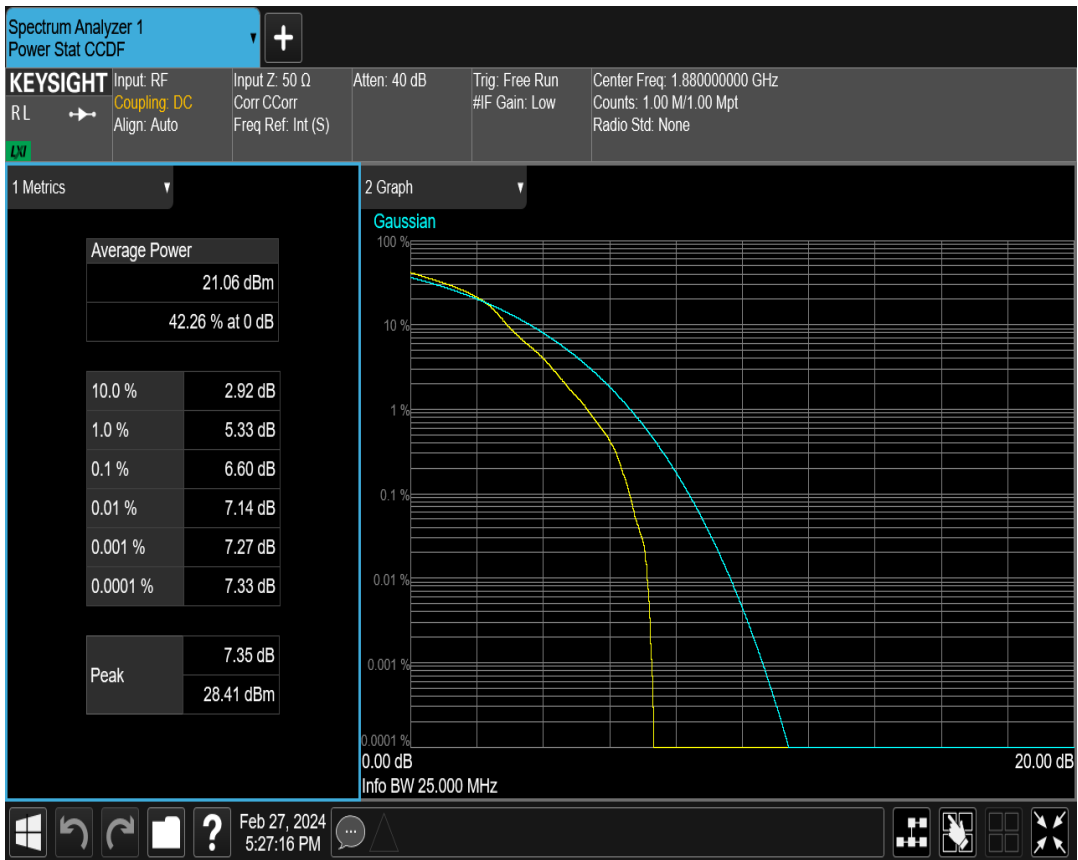 Spectrum Analyzer 1
Power Stat CCDF
KEYSIGHT
RL
LXI
Input: RF
Coupling: DC
Align: Auto
Input Z: 50 Ω
Corr CCorr
Freq Ref: Int (S)
Atten: 40 dB
Trig: Free Run
#IF Gain: Low
Center Freq: 1.880000000 GHz
Counts: 1.00 M/1.00 Mpt
Radio Std: None
1 Metrics
Average Power
21.06 dBm
42.26 % at 0 dB
10.0 % 2.92 dB
1.0 % 5.33 dB
0.1 % 6.60 dB
0.01 % 7.14 dB
0.001 % 7.27 dB
0.0001 % 7.33 dB
Peak
7.35 dB
28.41 dBm
2 Graph
Gaussian
100 %
10 %
1 %
0.1 %
0.01 %
0.001 %
0.0001 %
0.00 dB 20.00 dB
Info BW 25.000 MHz
Feb 27, 2024
5:27:16 PM